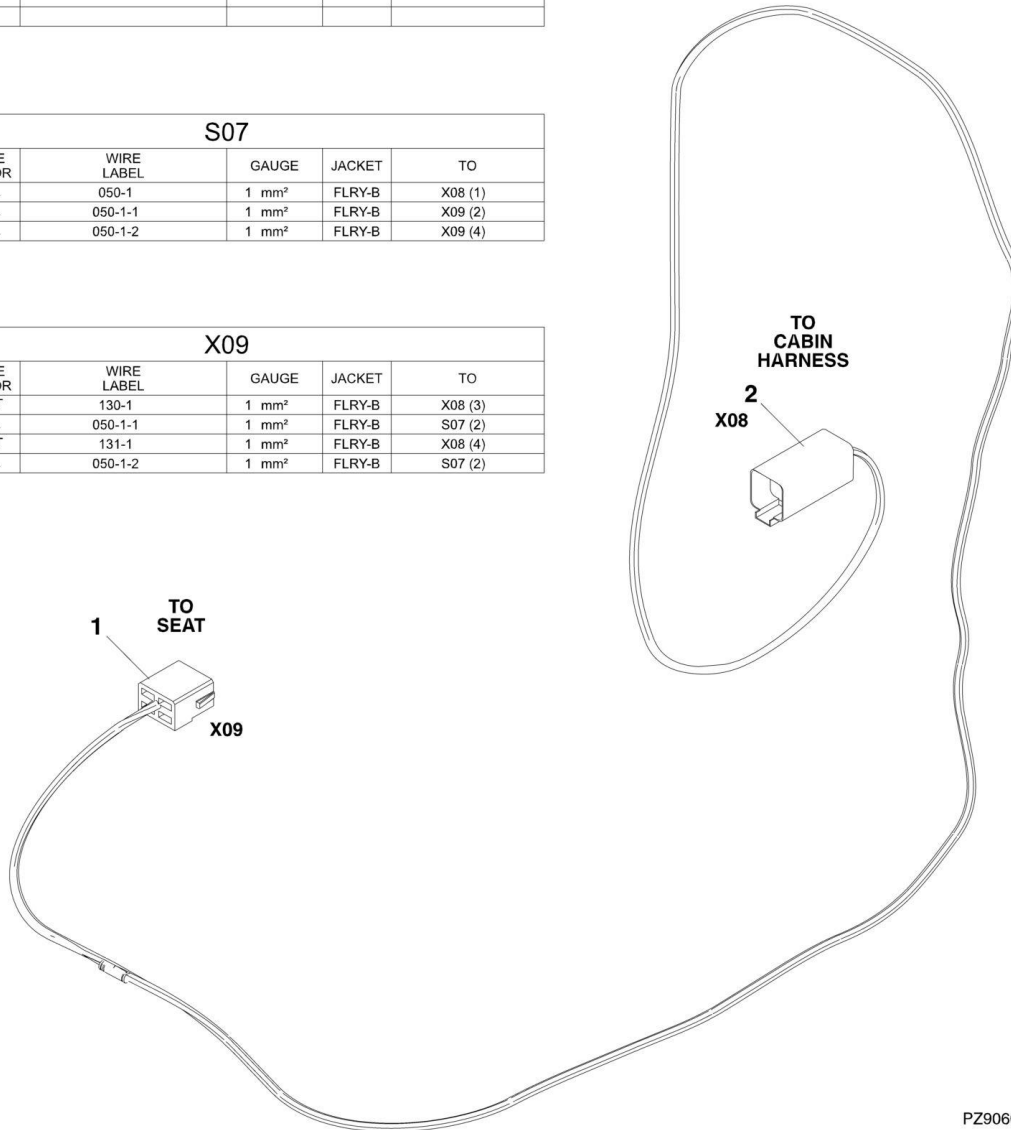 S07
WIRE LABEL GAUGE JACKET TO
050-1 1 mm² FLRY-B X08 (1)
050-1-1 1 mm² FLRY-B X09 (2)
050-1-2 1 mm² FLRY-B X09 (4)
X09
WIRE LABEL GAUGE JACKET TO
130-1 1 mm² FLRY-B X08 (3)
050-1-1 1 mm² FLRY-B S07 (2)
131-1 1 mm² FLRY-B X08 (4)
050-1-2 1 mm² FLRY-B S07 (2)
TO
CABIN
HARNESS
2
X08
TO
SEAT
1
X09